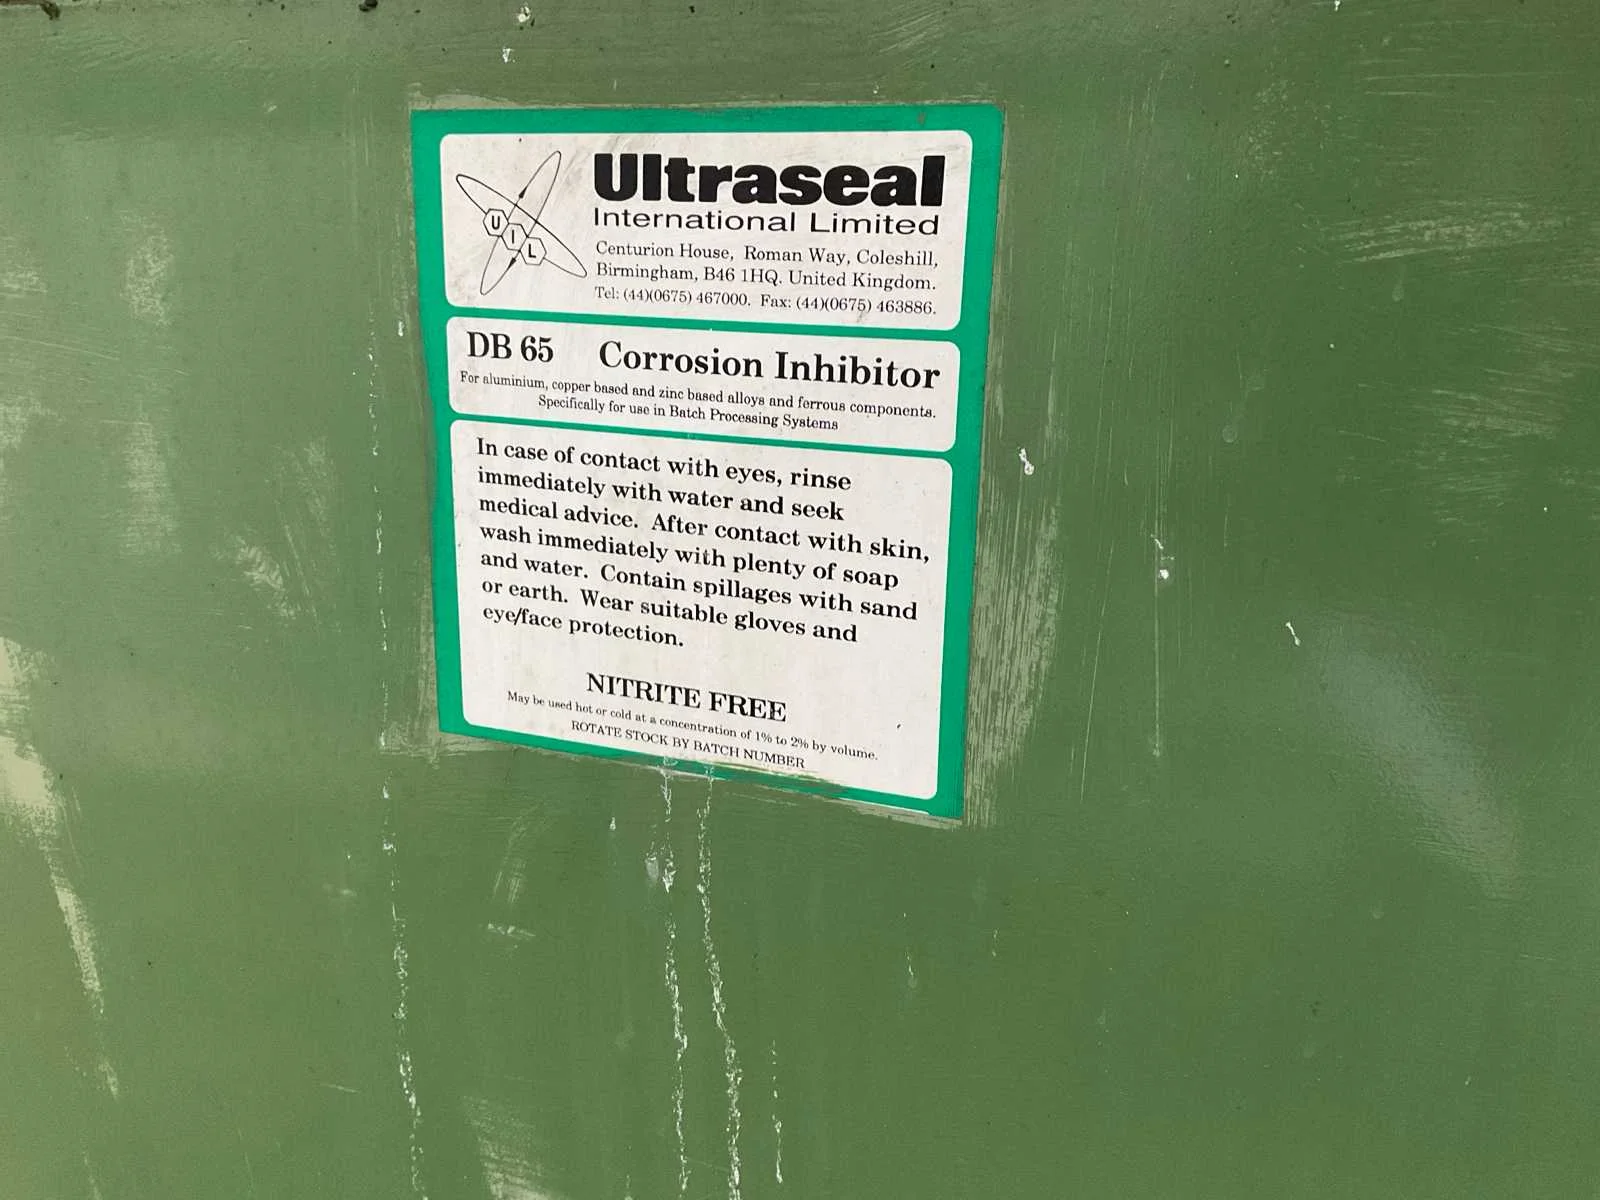 U
I
L
Ultraseal
International Limited
Centurion House, Roman Way, Coleshill,
Birmingham, B46 1HQ. United Kingdom.
Tel: (44)(0675) 467000. Fax: (44)(0675) 463886.
DB 65 Corrosion Inhibitor
For aluminium, copper based and zinc based alloys and ferrous components.
Specifically for use in Batch Processing Systems
In case of contact with eyes, rinse
immediately with water and seek
medical advice. After contact with skin,
wash immediately with plenty of soap
and water. Contain spillages with sand
or earth. Wear suitable gloves and
eye/face protection.
NITRITE FREE
May be used hot or cold at a concentration of 1% to 2% by volume.
ROTATE STOCK BY BATCH NUMBER